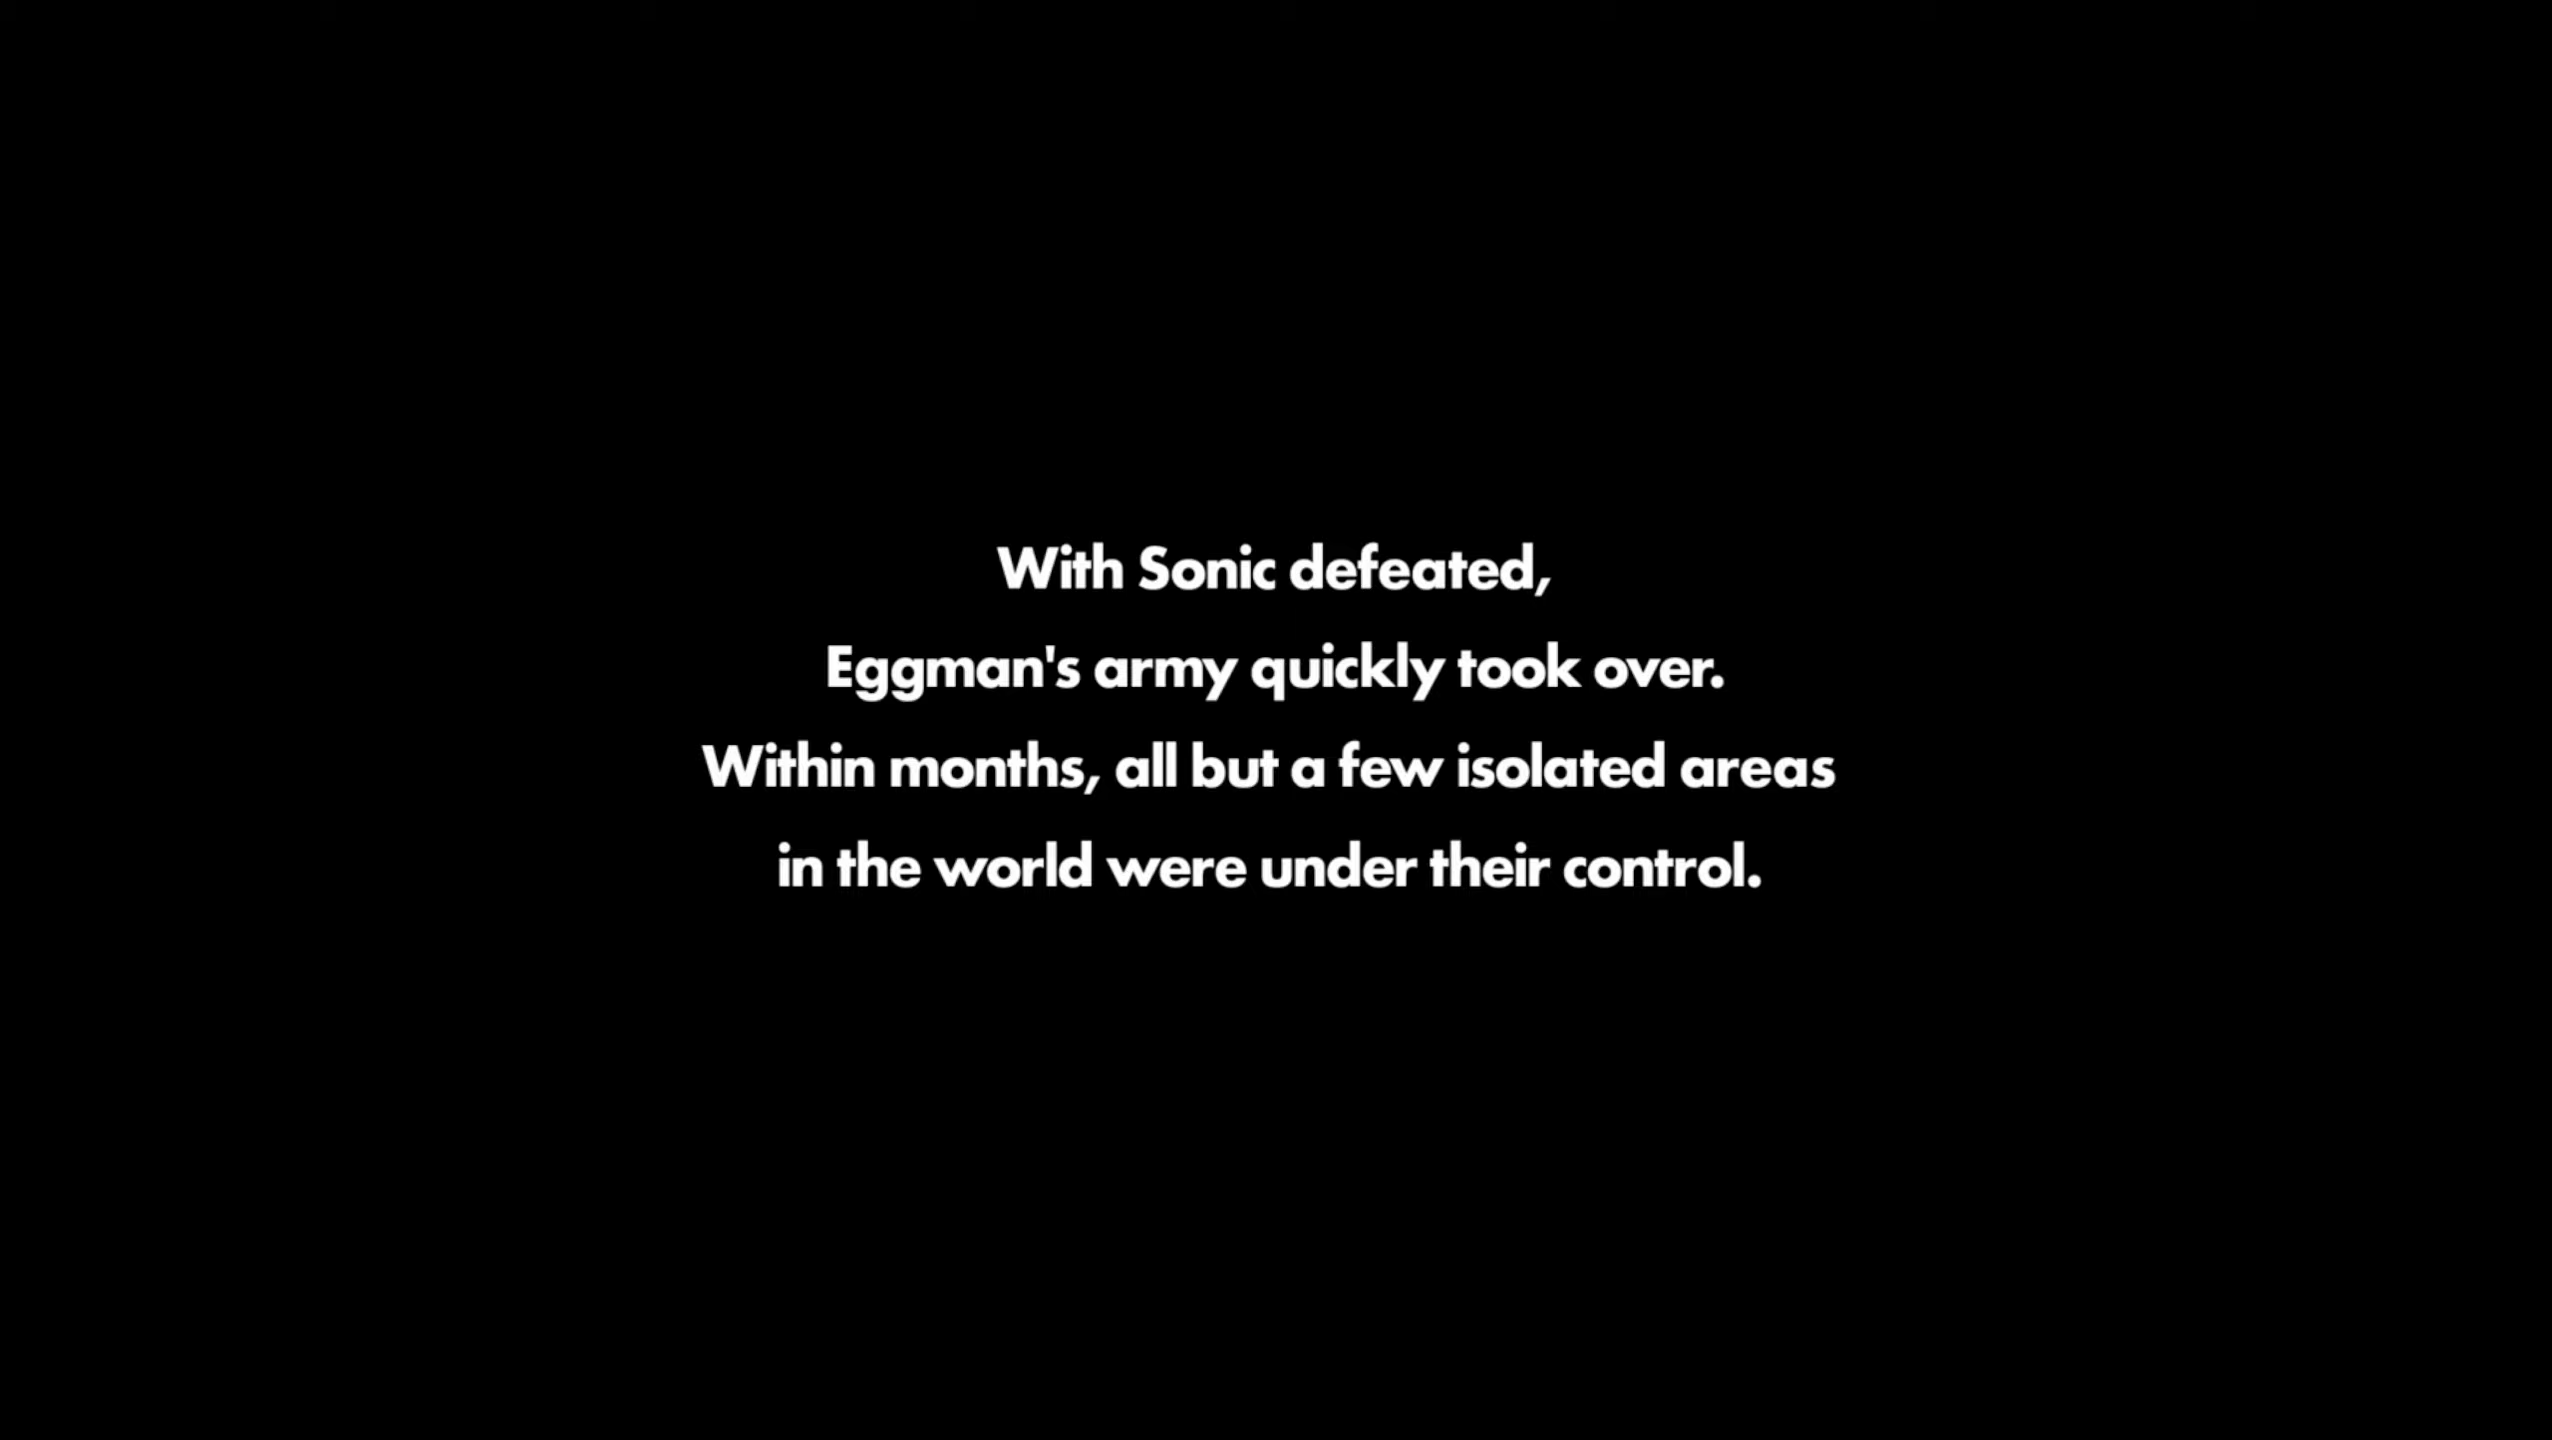 With Sonic defeated,
Eggman's army quickly took over.
Within months, all but a few isolated areas
in the world were under their control.